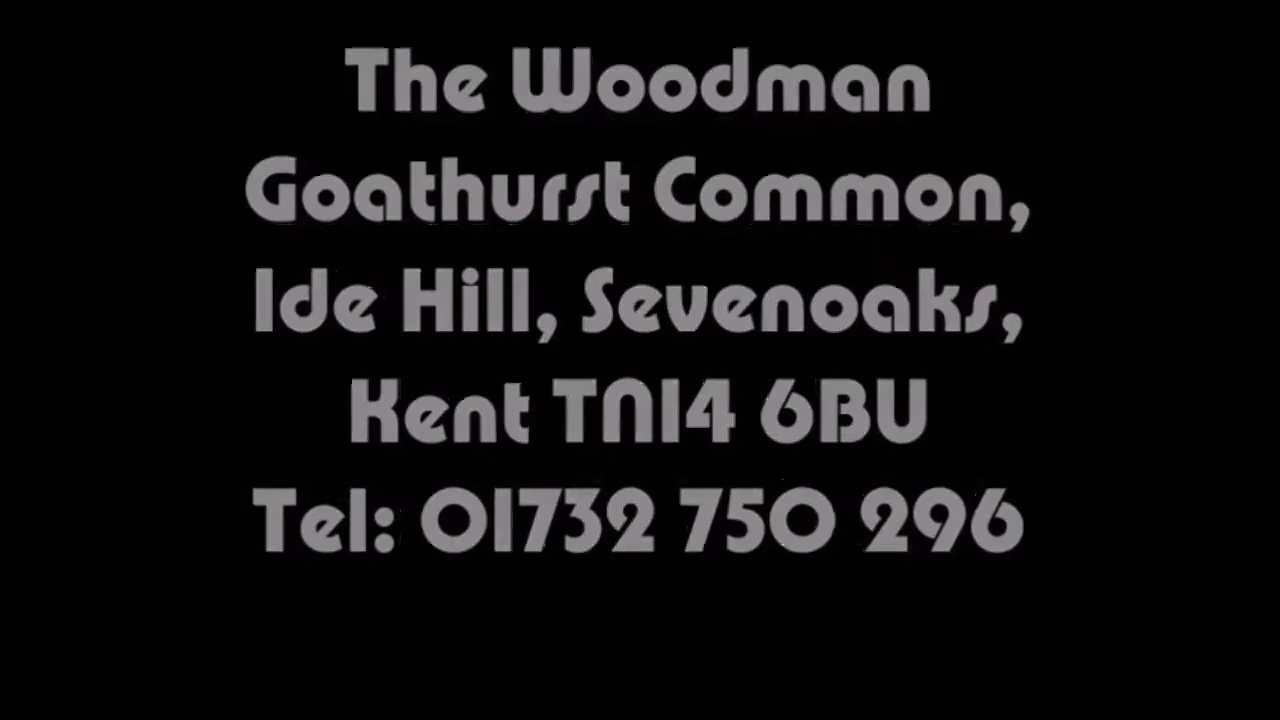 The Woodman
Goathurst Common,
Ide Hill, Sevenoaks,
Kent TN14 6BU
Tel: 01732 750 296